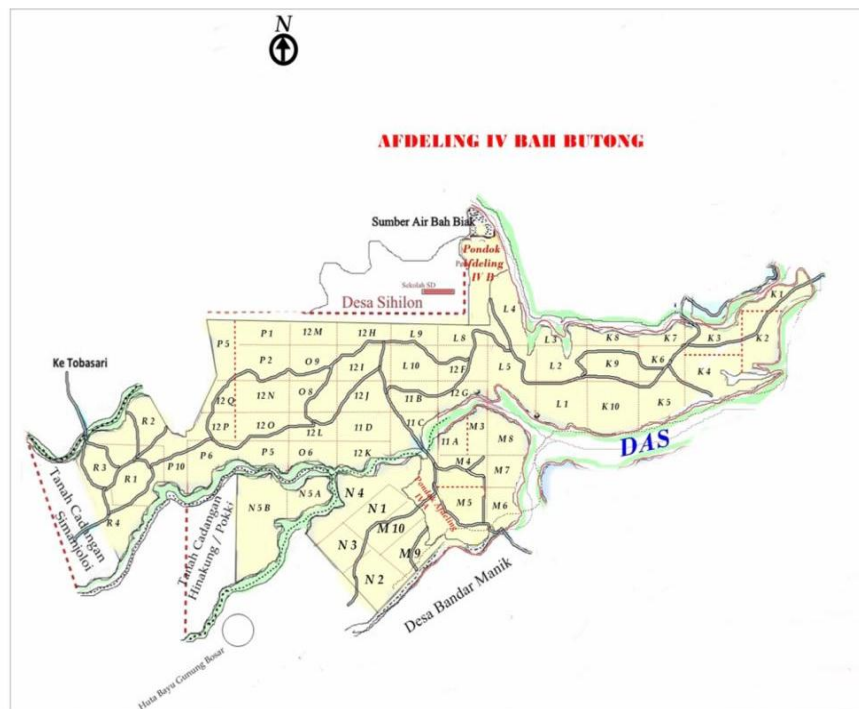 N
AFDELING IV BAH BUTONG
Sumber Air Bah Biak
Pondok
Afdeling
IV B
Sekolah SD
Desa Sihilon
L 4
K 1
P 5
P 1
12 M
12 H
L 9
L 8
L 3
K 8
K 7
K 3
K 2
Ke Tobasari
P 2
O 9
12 I
L 10
12 F
L 5
L 2
K 9
K 6
K 4
12 Q
12 N
O 8
12 J
11 B
12 G
L 1
K 10
K 5
R 2
12 P
12 O
12 L
11 D
11 C
M 3
M 8
DAS
P 6
P 5
O 6
12 K
11 A
R 3
R 1
P 10
M 4
M 7
R 4
N 5 A
N 4
N 5 B
N 1
M 5
M 6
M 10
N 3
M 9
N 2
Tanah Cadangan
Simanjoloi
Tanah Cadangan
Hinakung / Pokki
Pondok Afdeling
IV A
Desa Bandar Manik
Huta Bayu Gunung Bosar